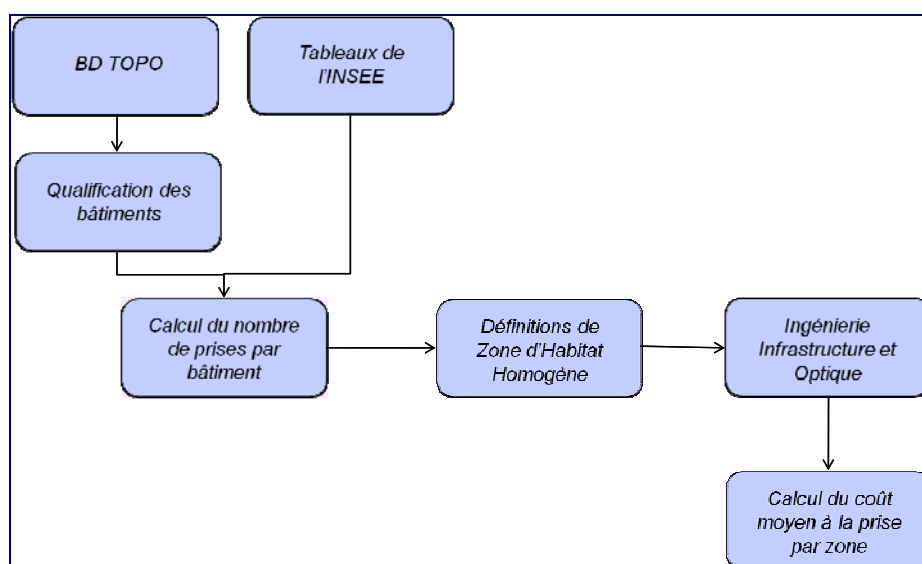 BD TOPO
Tableaux de
l'INSEE
Qualification des
bâtiments
Calcul du nombre
de prises par
bâtiment
Définitions de
Zone d'Habitat
Homogène
Ingénierie
Infrastructure et
Optique
Calcul du coût
moyen à la prise
par zone